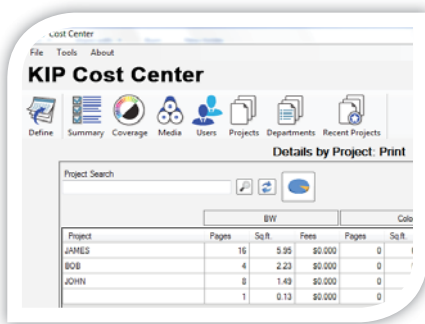 Cost Center
File Tools About
KIP Cost Center
Define Summary Coverage Media Users Projects Departments Recent Projects
Details by Project: Print
Project Search
BW Colo
Project Pages Sq.ft. Fees Pages Sq.ft.
JAMES 16 5.95 $0.000 0
BOB 4 2.23 $0.000 0
JOHN 8 1.49 $0.000 0
1 0.13 $0.000 0